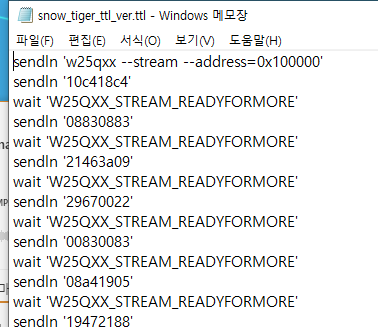 snow_tiger_ttl_ver.ttl - Windows 메모장
파일(F) 편집(E) 서식(O) 보기(V) 도움말(H)
sendln 'w25qxx --stream --address=0x100000'
sendln '10c418c4'
wait 'W25QXX_STREAM_READYFORMORE'
sendln '08830883'
wait 'W25QXX_STREAM_READYFORMORE'
sendln '21463a09'
wait 'W25QXX_STREAM_READYFORMORE'
sendln '29670022'
wait 'W25QXX_STREAM_READYFORMORE'
sendln '00830083'
wait 'W25QXX_STREAM_READYFORMORE'
sendln '08a41905'
wait 'W25QXX_STREAM_READYFORMORE'
sendln '19472188'